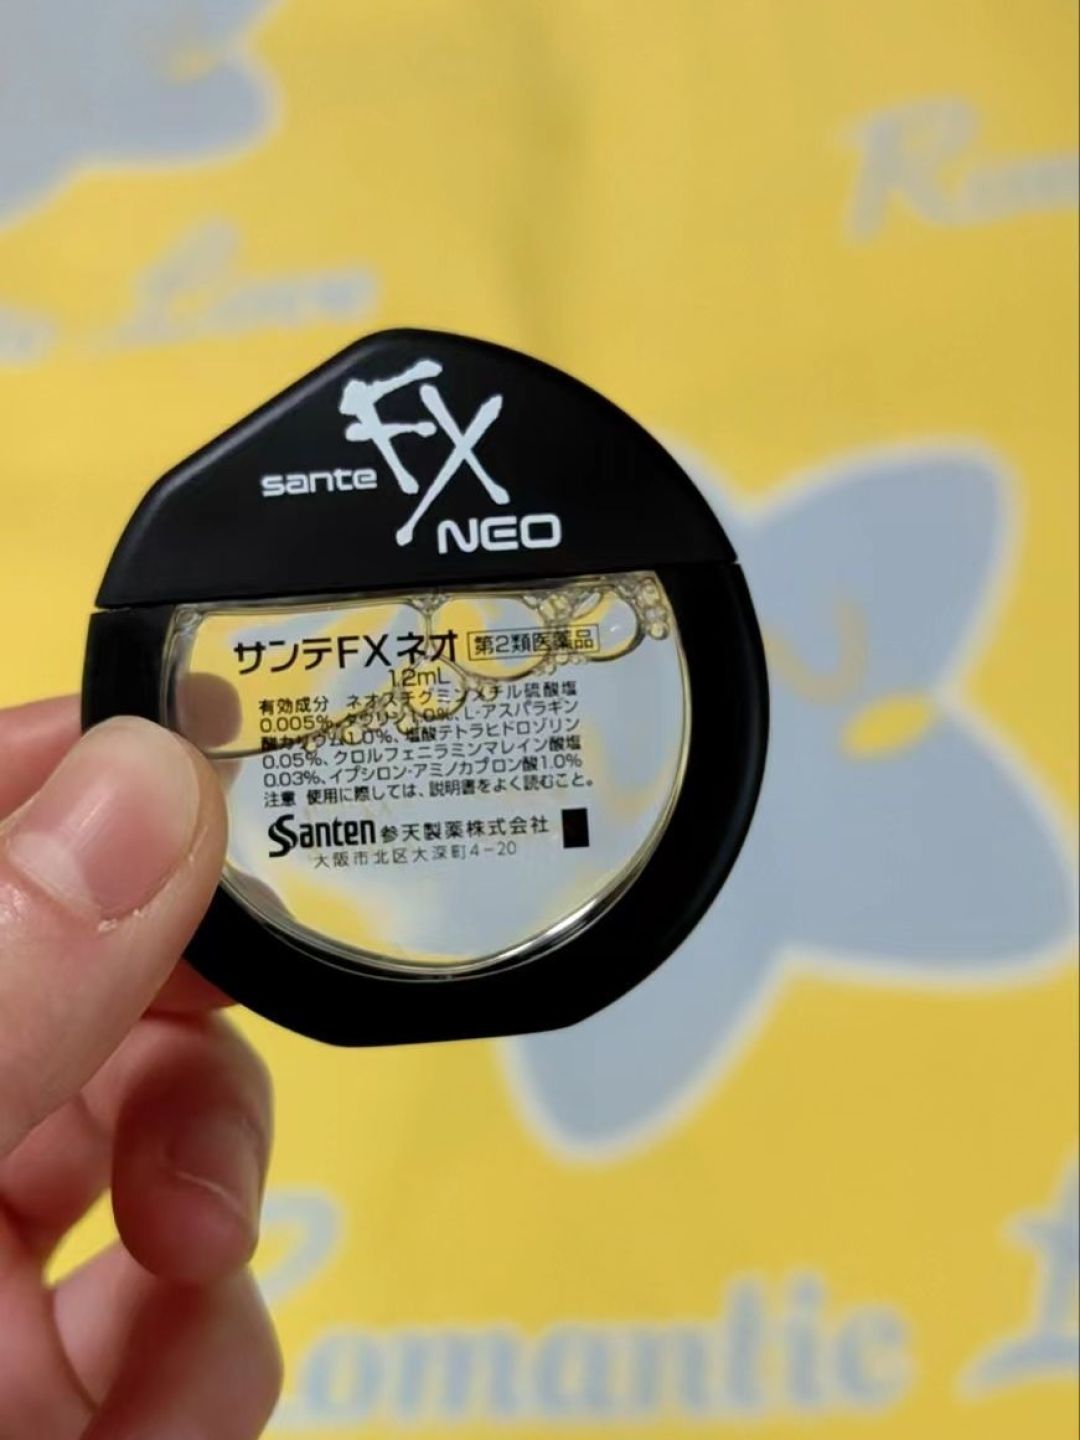 Rom
ic Love
FX
sante
NEO
サンテFXネオ 第2類医薬品
12mL
有効成分 ネオスチグミンメチル硫酸塩
0.005%、タウリン1.0%、L-アスパラギン
酸カリウム1.0%、塩酸テトラヒドロゾリン
0.05%、クロルフェニラミンマレイン酸塩
0.03%、イプシロン-アミノカプロン酸1.0%
注意 使用に際しては、説明書をよく読むこと。
Santen 参天製薬株式会社
大阪市北区大深町4-20
Romantic